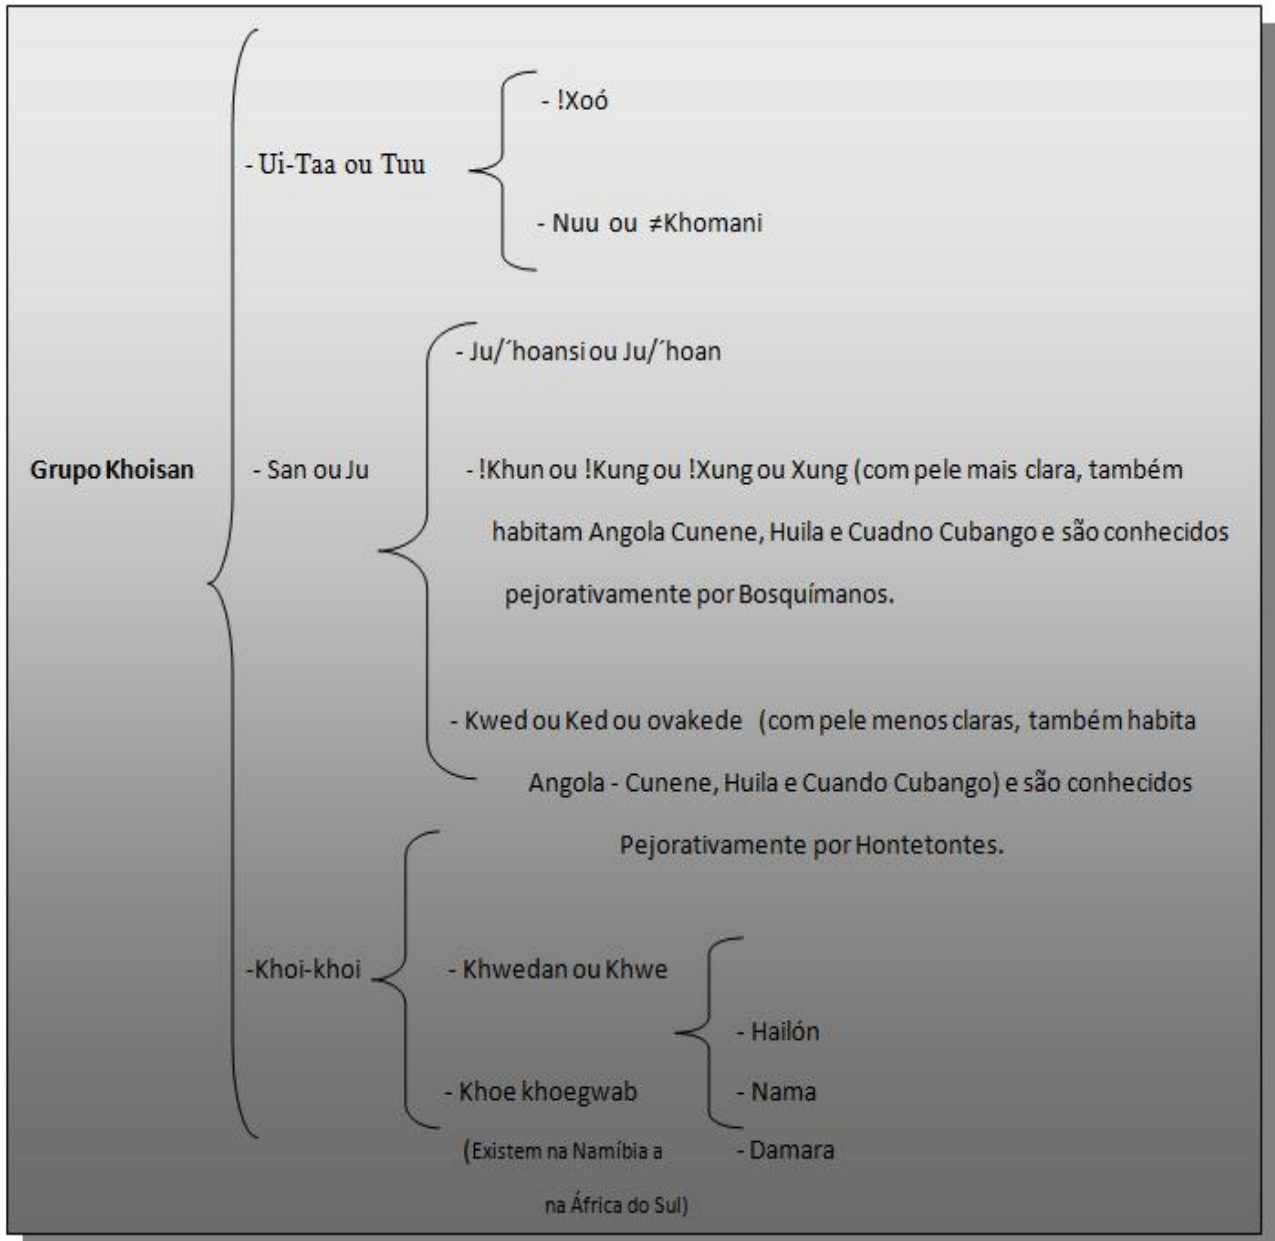 - !Xoó
- Ui-Taa ou Tuu
- Nuu ou ≠Khomani
- Ju/´hoansi ou Ju/´hoan
Grupo Khoisan
- San ou Ju
- !Khun ou !Kung ou !Xung ou Xung (com pele mais clara, também
habitam Angola Cunene, Huila e Cuadno Cubango e são conhecidos
pejorativamente por Bosquímanos.
- Kwed ou Ked ou ovakede (com pele menos claras, também habita
Angola - Cunene, Huila e Cuando Cubango) e são conhecidos
Pejorativamente por Hontetontes.
-Khoi-khoi
- Khwedan ou Khwe
- Hailón
- Khoe khoegwab
- Nama
(Existem na Namíbia a
- Damara
na África do Sul)